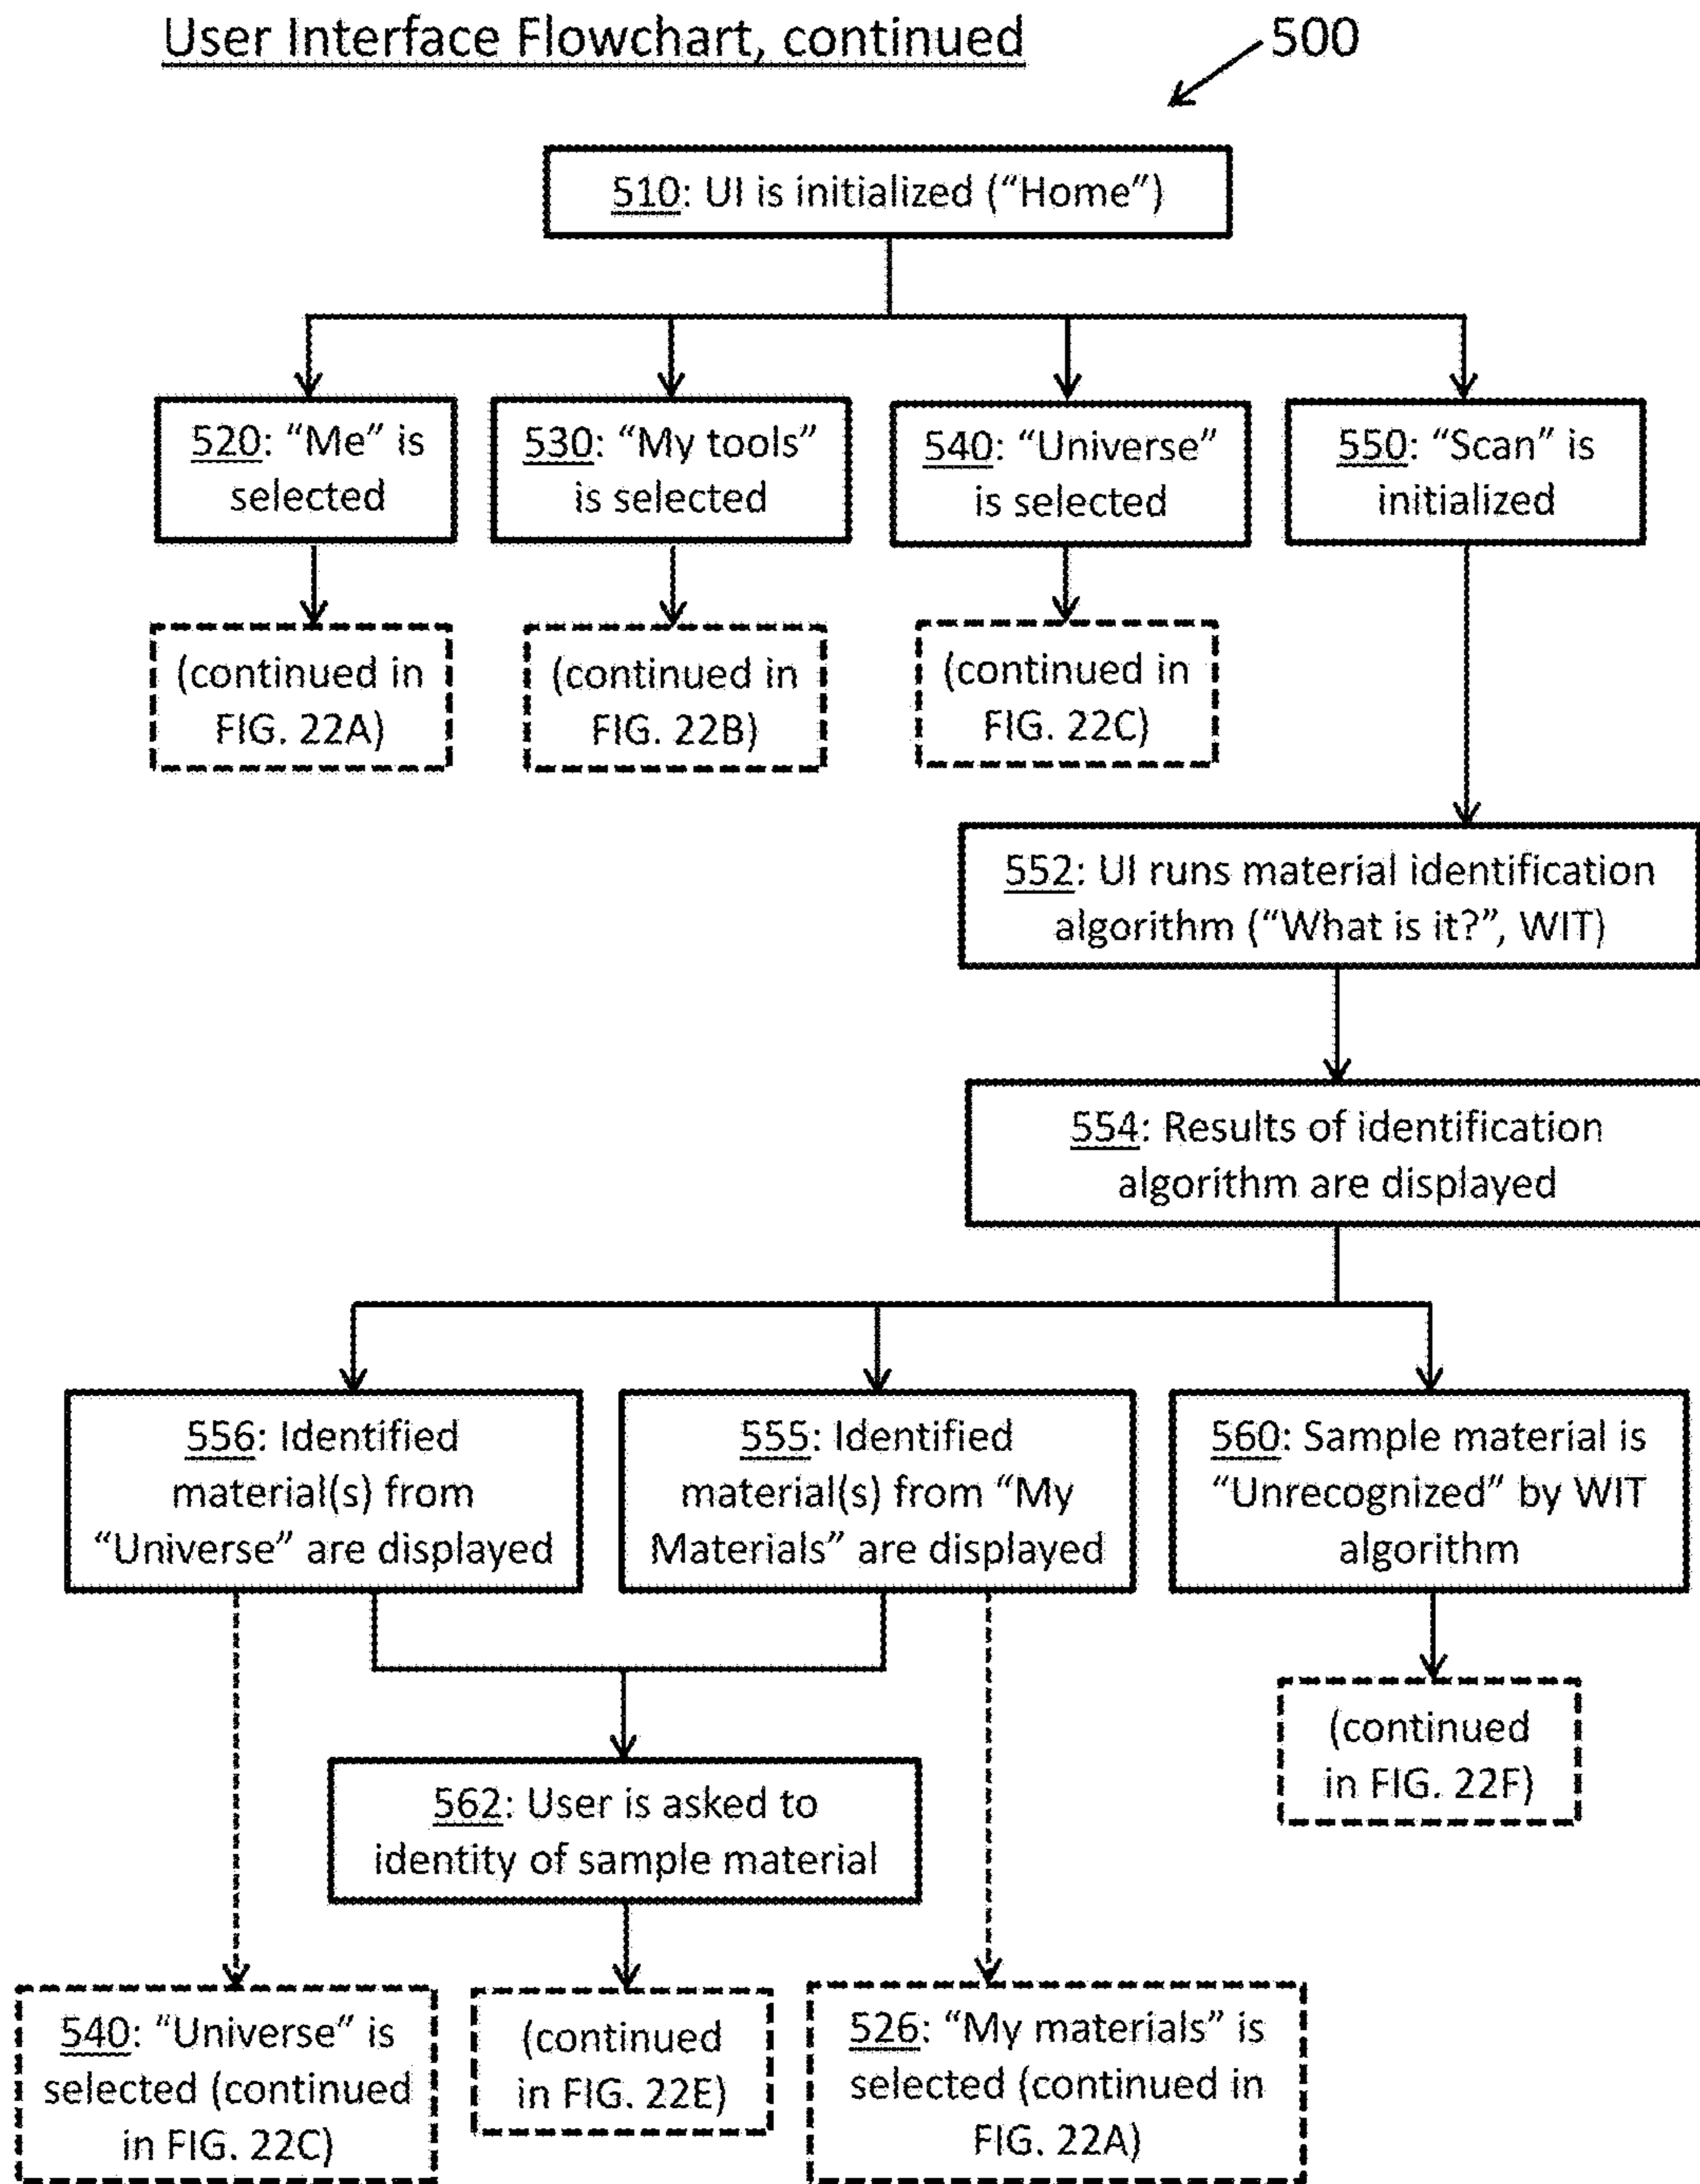 User Interface Flowchart, continued
500
510: UI is initialized (“Home”)
520: “Me” is
selected
530: “My tools”
is selected
540: “Universe”
is selected
550: “Scan” is
initialized
(continued in
FIG. 22A)
(continued in
FIG. 22B)
(continued in
FIG. 22C)
552: UI runs material identification
algorithm (“What is it?”, WIT)
554: Results of identification
algorithm are displayed
556: Identified
material(s) from
“Universe” are displayed
555: Identified
material(s) from “My
Materials” are displayed
560: Sample material is
“Unrecognized” by WIT
algorithm
(continued
in FIG. 22F)
562: User is asked to
identity of sample material
540: “Universe” is
selected (continued
in FIG. 22C)
(continued
in FIG. 22E)
526: “My materials” is
selected (continued in
FIG. 22A)